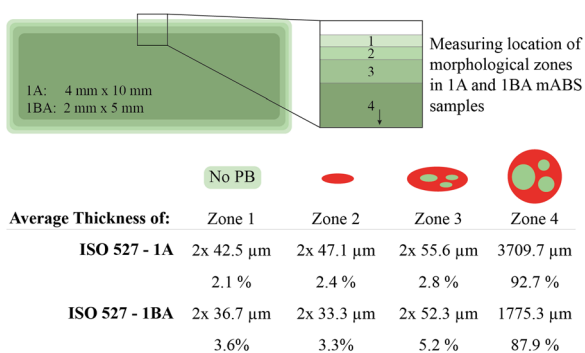 1A: 4 mm x 10 mm
1BA: 2 mm x 5 mm
1
2
3
4
Measuring location of
morphological zones
in 1A and 1BA mABS
samples
No PB
Average Thickness of: Zone 1 Zone 2 Zone 3 Zone 4
ISO 527 - 1A 2x 42.5 µm 2x 47.1 µm 2x 55.6 µm 3709.7 µm
2.1 % 2.4 % 2.8 % 92.7 %
ISO 527 - 1BA 2x 36.7 µm 2x 33.3 µm 2x 52.3 µm 1775.3 µm
3.6% 3.3% 5.2 % 87.9 %